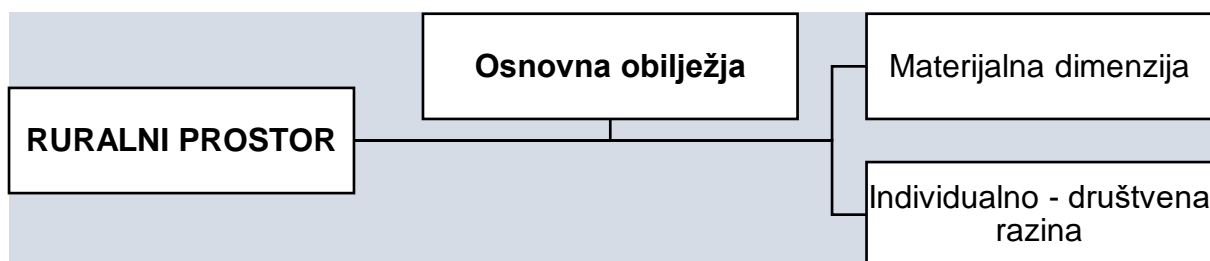 RURALNI PROSTOR
Osnovna obilježja
Materijalna dimenzija
Individualno - društvena
razina